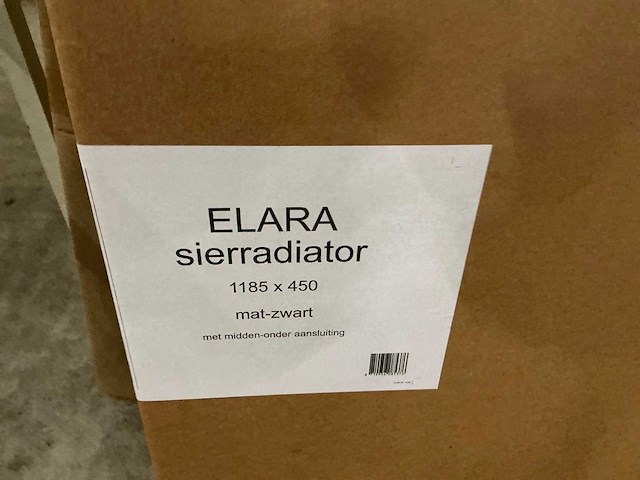 ELARA
sierradiator
1185 x 450
mat-zwart
met midden-onder aansluiting